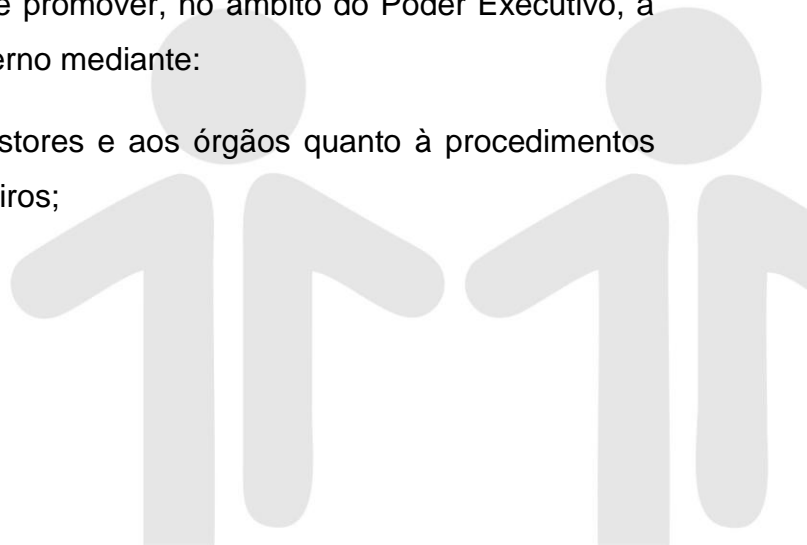 e promover, no âmbito do Poder Executivo, a
erno mediante:
stores e aos órgãos quanto à procedimentos
iros;